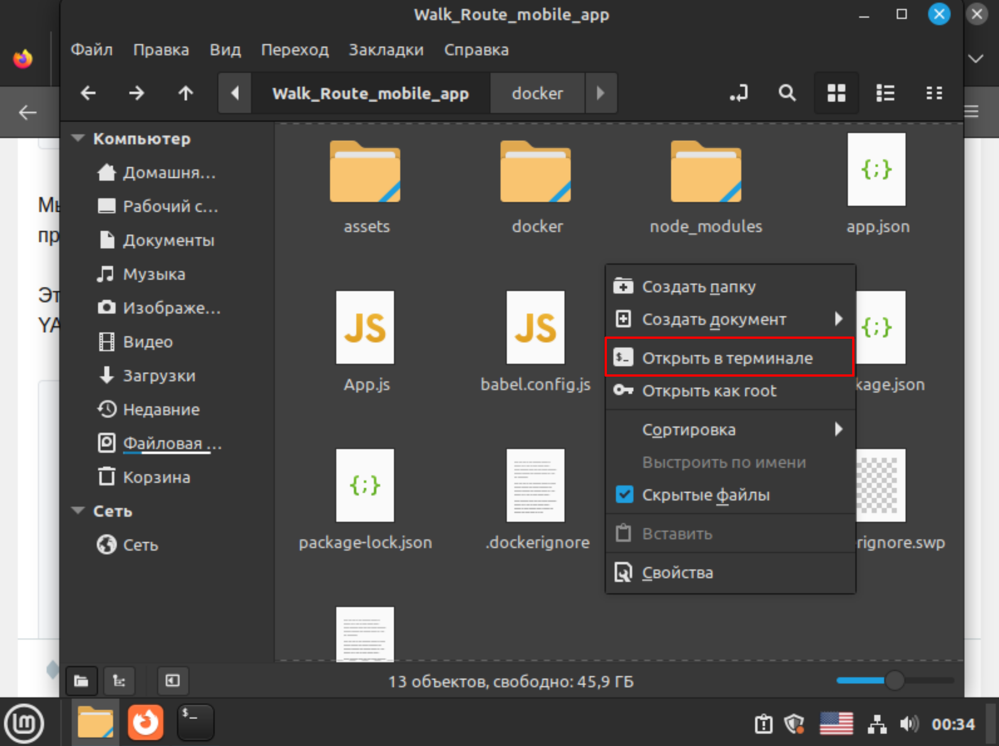 Walk_Route_mobile_app
Файл Правка Вид Переход Закладки Справка
Walk_Route_mobile_app docker
Компьютер
Домашня...
Рабочий с...
Документы
Музыка
Изображе...
Видео
Загрузки
Недавние
Файловая ...
Корзина
Сеть
Сеть
assets docker node_modules app.json
{;}
JS JS {;}
App.js babel.config.js kage.json
{;}
package-lock.json .dockerignore rignore.swp
Создать папку
Создать документ
$_ Открыть в терминале
Открыть как root
Сортировка
Выстроить по имени
Скрытые файлы
Вставить
Свойства
Мы
пр
Эт
YA
13 объектов, свободно: 45,9 ГБ
$_
00:34